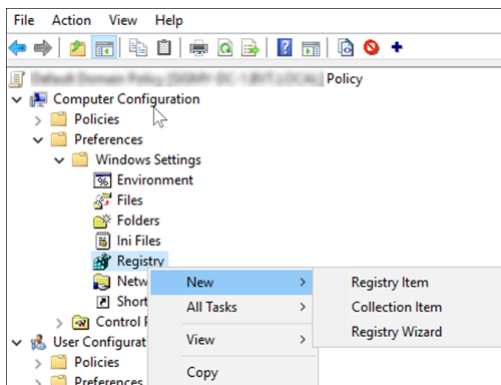 File Action View Help
Policy
Computer Configuration
Policies
Preferences
Windows Settings
Environment
Files
Folders
Ini Files
Registry
Netw
New
Registry Item
Short
All Tasks
Collection Item
Control
View
Registry Wizard
User Configurat
Policies
Copy
Preferences